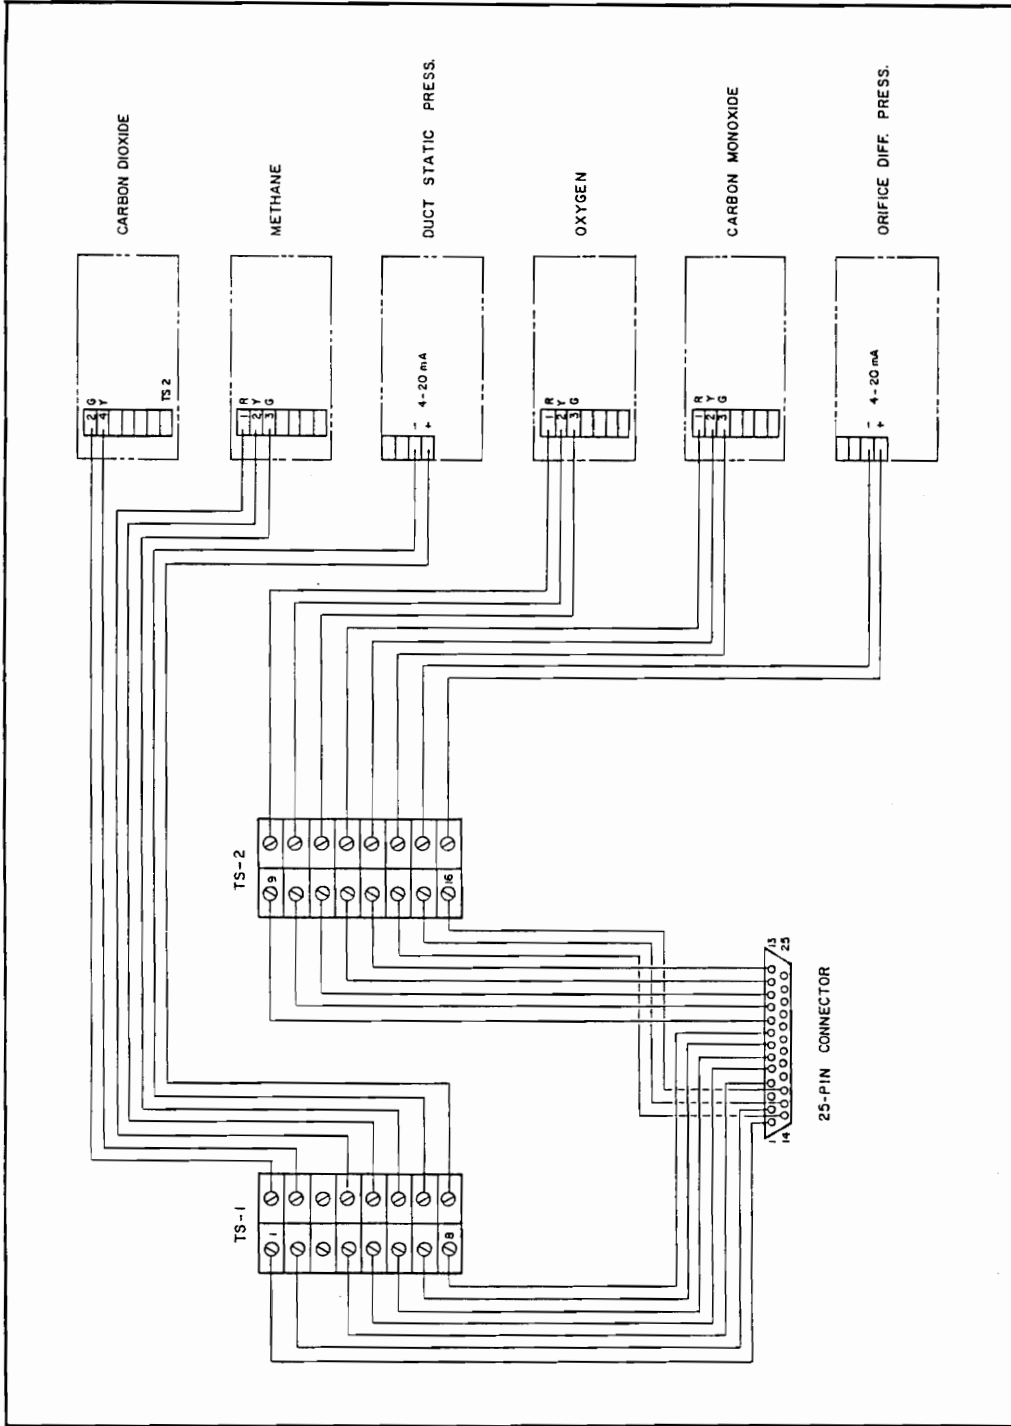 CARBON DIOXIDE
2 G
4 Y
TS 2
METHANE
1 R
2 Y
3 G
DUCT STATIC PRESS.
-
+
4-20 mA
OXYGEN
1 R
2 Y
3 G
CARBON MONOXIDE
1 R
2 Y
3 G
ORIFICE DIFF. PRESS.
-
+
4-20 mA
TS-2
9
16
TS-1
1
8
1
13
14
25
25-PIN CONNECTOR